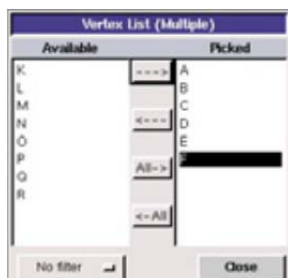 Vertex List (Multiple)
Available
Picked
K
L
M
N
O
P
Q
R
--->
<---
All->
<-All
A
B
C
D
E
No filter
Close